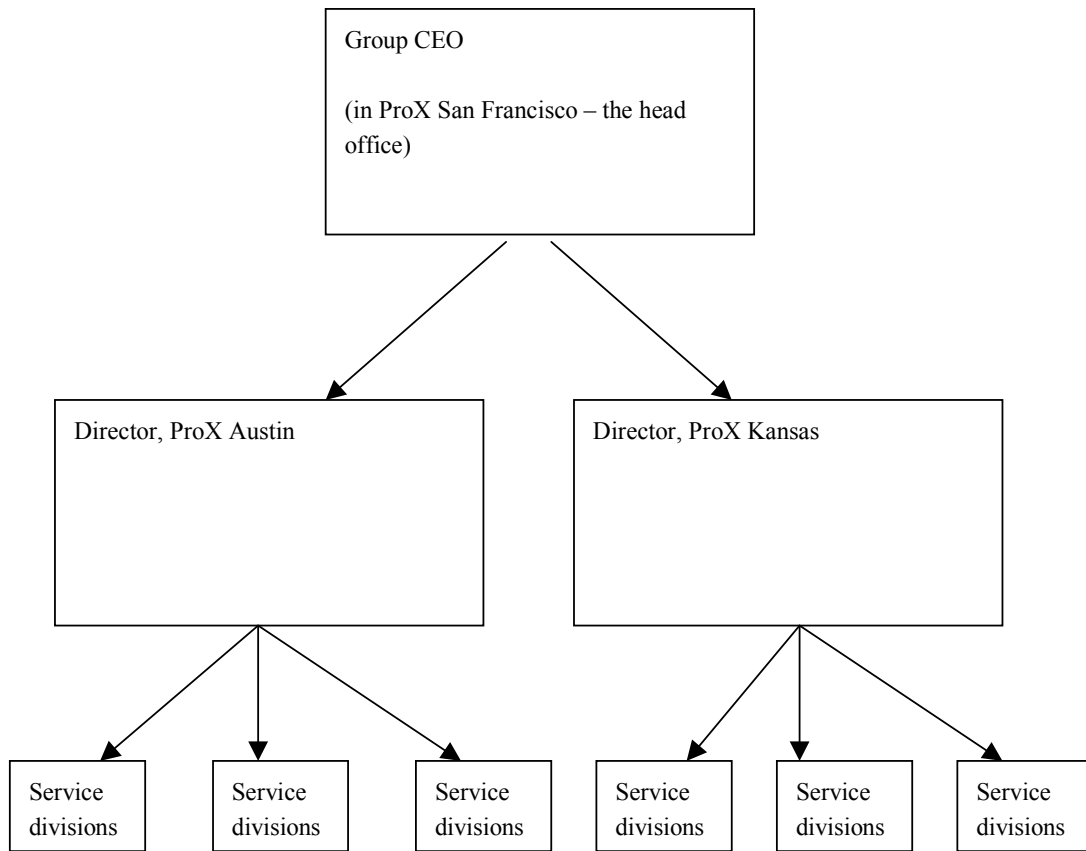 Group CEO
(in ProX San Francisco – the head
office)
Director, ProX Austin
Director, ProX Kansas
Service
divisions
Service
divisions
Service
divisions
Service
divisions
Service
divisions
Service
divisions